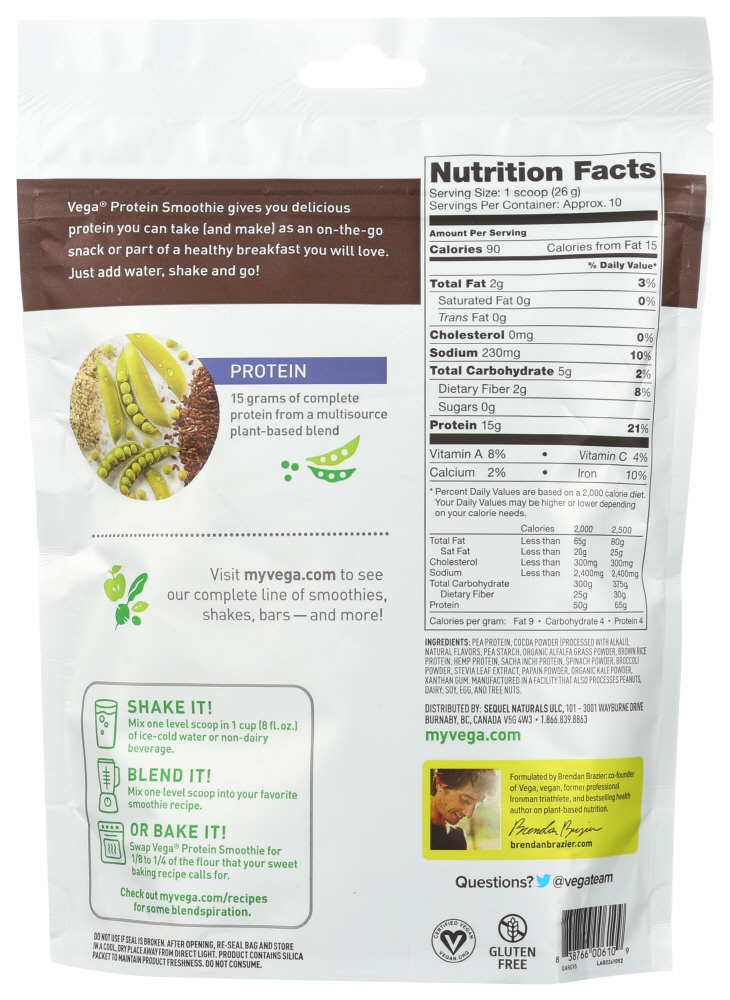 Vega® Protein Smoothie gives you delicious
protein you can take (and make) as an on-the-go
snack or part of a healthy breakfast you will love.
Just add water, shake and go!
PROTEIN
15 grams of complete
protein from a multisource
plant-based blend
Visit myvega.com to see
our complete line of smoothies,
shakes, bars — and more!
SHAKE IT!
Mix one level scoop in 1 cup (8 fl. oz.)
of ice-cold water or non-dairy
beverage.
BLEND IT!
Mix one level scoop into your favorite
smoothie recipe.
OR BAKE IT!
Swap Vega® Protein Smoothie for
1/8 to 1/4 of the flour that your sweet
baking recipe calls for.
Check out myvega.com/recipes
for some blendspiration.
DO NOT USE IF SEAL IS BROKEN. AFTER OPENING, RE-SEAL BAG AND STORE
IN A COOL, DRY PLACE AWAY FROM DIRECT LIGHT. PRODUCT CONTAINS SILICA
PACKET TO MAINTAIN PRODUCT FRESHNESS. DO NOT CONSUME.
Nutrition Facts
Serving Size: 1 scoop (26 g)
Servings Per Container: Approx. 10
Amount Per Serving
Calories 90 Calories from Fat 15
% Daily Value*
Total Fat 2g 3%
Saturated Fat 0g 0%
Trans Fat 0g
Cholesterol 0mg 0%
Sodium 230mg 10%
Total Carbohydrate 5g 2%
Dietary Fiber 2g 8%
Sugars 0g
Protein 15g 21%
Vitamin A 8% • Vitamin C 4%
Calcium 2% • Iron 10%
* Percent Daily Values are based on a 2,000 calorie diet.
Your Daily Values may be higher or lower depending
on your calorie needs.
Calories 2,000 2,500
Total Fat Less than 65g 80g
Sat Fat Less than 20g 25g
Cholesterol Less than 300mg 300mg
Sodium Less than 2,400mg 2,400mg
Total Carbohydrate 300g 375g
Dietary Fiber 25g 30g
Protein 50g 65g
Calories per gram: Fat 9 • Carbohydrate 4 • Protein 4
INGREDIENTS: PEA PROTEIN, COCOA POWDER (PROCESSED WITH ALKALI),
NATURAL FLAVORS, PEA STARCH, ORGANIC ALFALFA GRASS POWDER, BROWN RICE
PROTEIN, HEMP PROTEIN, SACHA INCHI PROTEIN, SPINACH POWDER, BROCCOLI
POWDER, STEVIA LEAF EXTRACT, PAPAIN POWDER, ORGANIC KALE POWDER,
XANTHAN GUM. MANUFACTURED IN A FACILITY THAT ALSO PROCESSES PEANUTS,
DAIRY, SOY, EGG, AND TREE NUTS.
DISTRIBUTED BY: SEQUEL NATURALS ULC, 101 - 3001 WAYBURNE DRIVE
BURNABY, BC, CANADA V5G 4W3 • 1.866.839.8863
myvega.com
Formulated by Brendan Brazier: co-founder
of Vega, vegan, former professional
Ironman triathlete, and bestselling health
author on plant-based nutrition.
Brendan Brazier
brendanbrazier.com
Questions? @vegateam
CERTIFIED VEGAN
VEGAN.ORG
GLUTEN
FREE
8 38766 00610 9